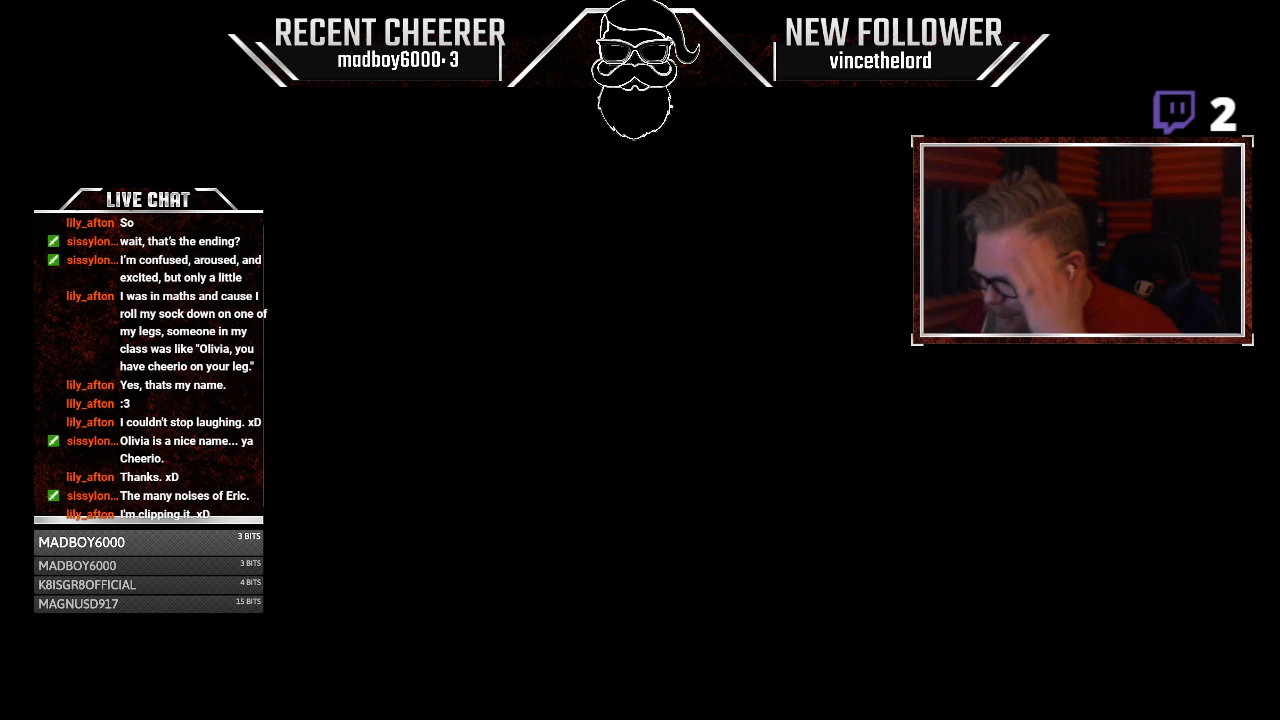 RECENT CHEERER
madboy6000: 3
NEW FOLLOWER
vincethelord
2
LIVE CHAT
lily_afton So
sissylon... wait, that's the ending?
sissylon... I'm confused, aroused, and
excited, but only a little
lily_afton I was in maths and cause I
roll my sock down on one of
my legs, someone in my
class was like "Olivia, you
have cheerio on your leg."
lily_afton Yes, thats my name.
lily_afton :3
lily_afton I couldn't stop laughing. xD
sissylon... Olivia is a nice name... ya
Cheerio.
lily_afton Thanks. xD
sissylon... The many noises of Eric.
lily_afton I'm clipping it. xD
MADBOY6000 3 BITS
MADBOY6000 3 BITS
K8ISGR8OFFICIAL 4 BITS
MAGNUSD917 15 BITS